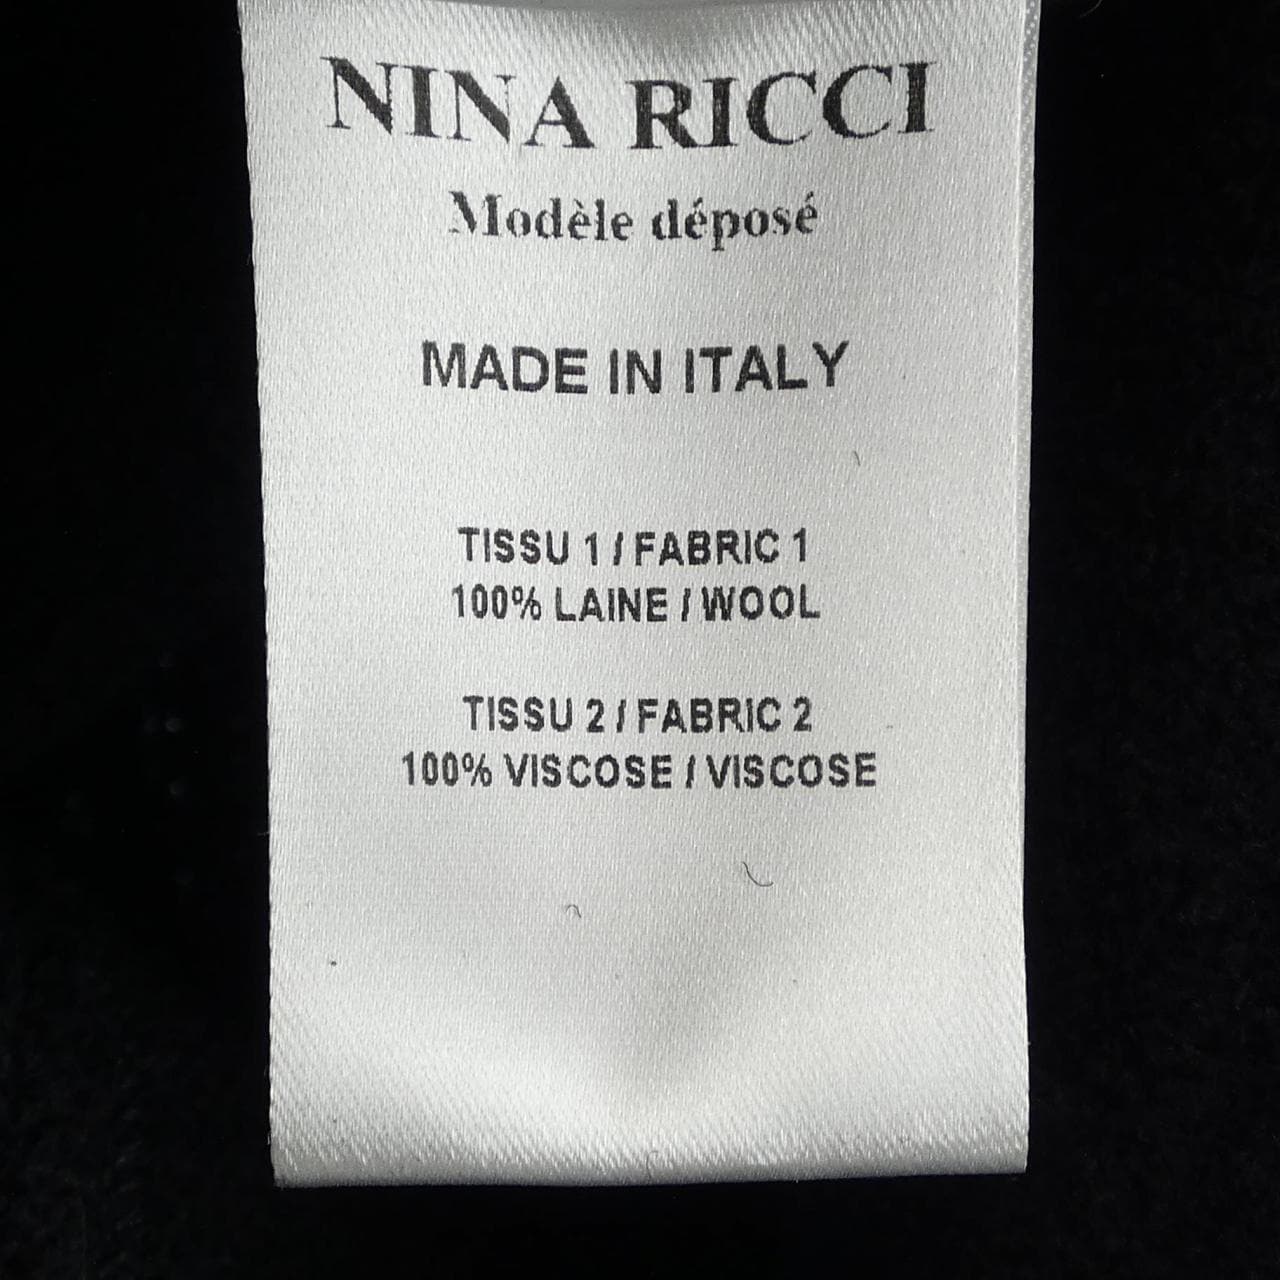 NINA RICCI
Modèle déposé
MADE IN ITALY
TISSU 1 / FABRIC 1
100% LAINE / WOOL
TISSU 2 / FABRIC 2
100% VISCOSE / VISCOSE